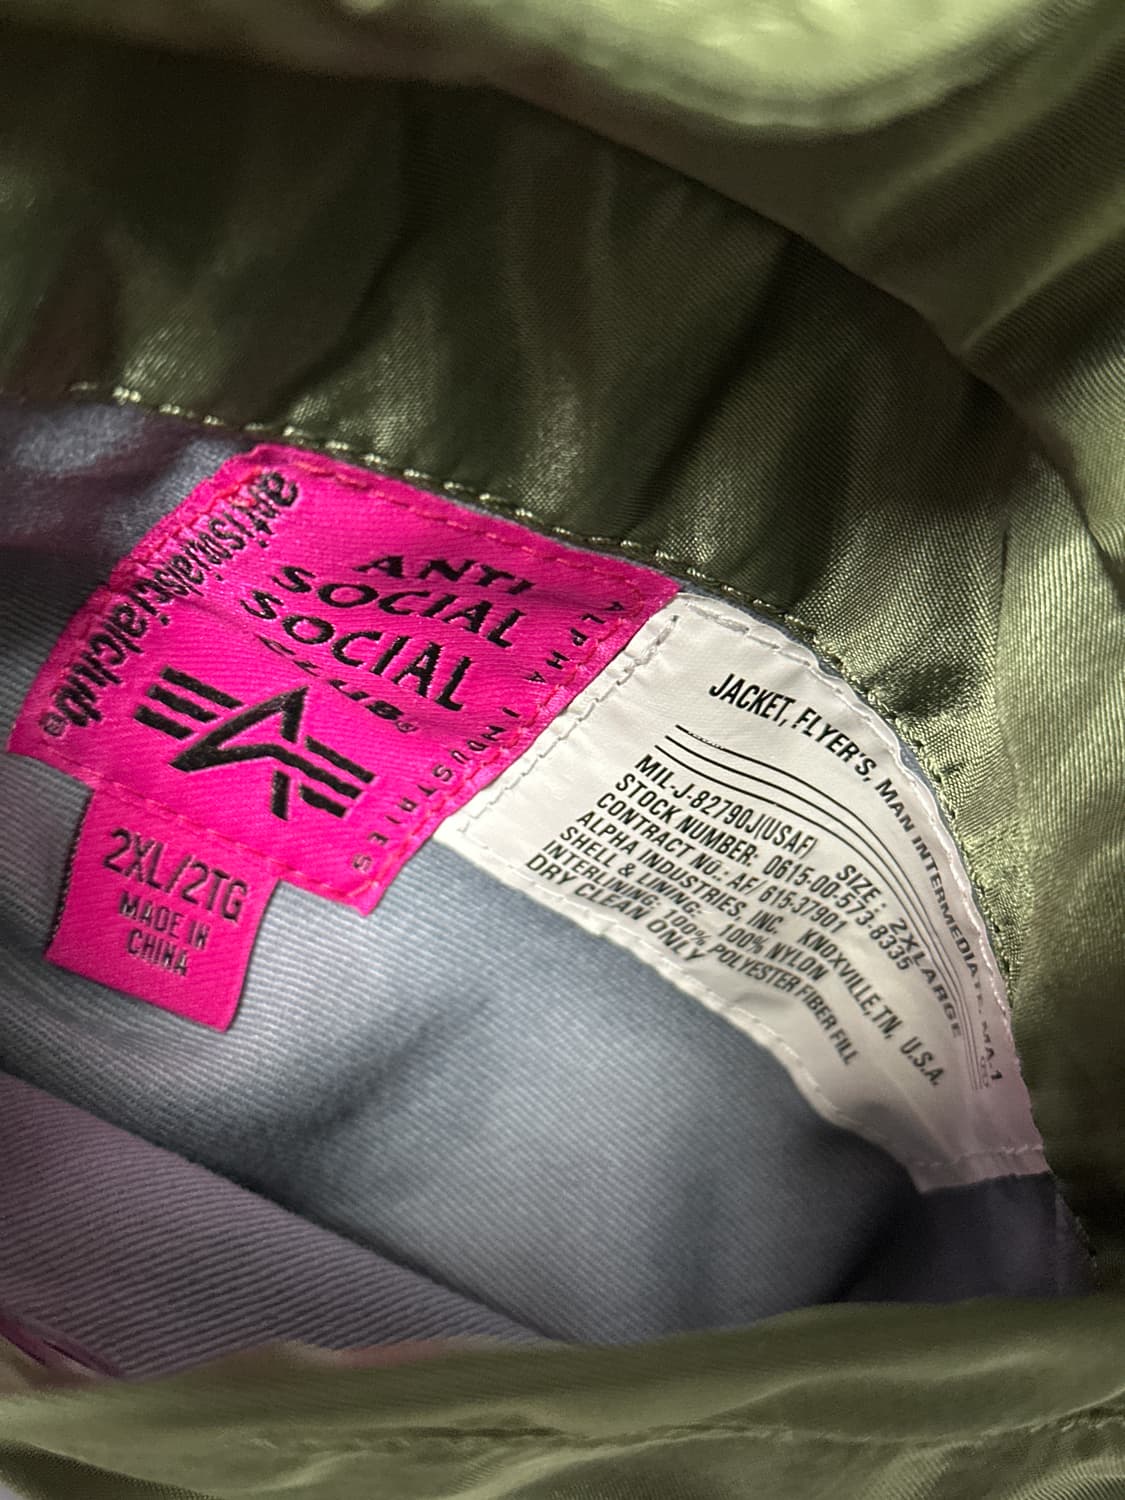 antisocialsocialclub®
ANTI
SOCIAL
SOCIAL
CLUB®
ALPHA INDUSTRIES
2XL/2TG
MADE IN
CHINA
JACKET, FLYER'S, MAN INTERMEDIATE, MA-1
MIL-J-82790J(USAF) SIZE: 2XLARGE
STOCK NUMBER: 0615-00-573-8335
CONTRACT NO.: AF/615-37901
ALPHA INDUSTRIES, INC. KNOXVILLE,TN, U.S.A.
SHELL & LINING: 100% NYLON
INTERLINING: 100% POLYESTER FIBER FILL
DRY CLEAN ONLY